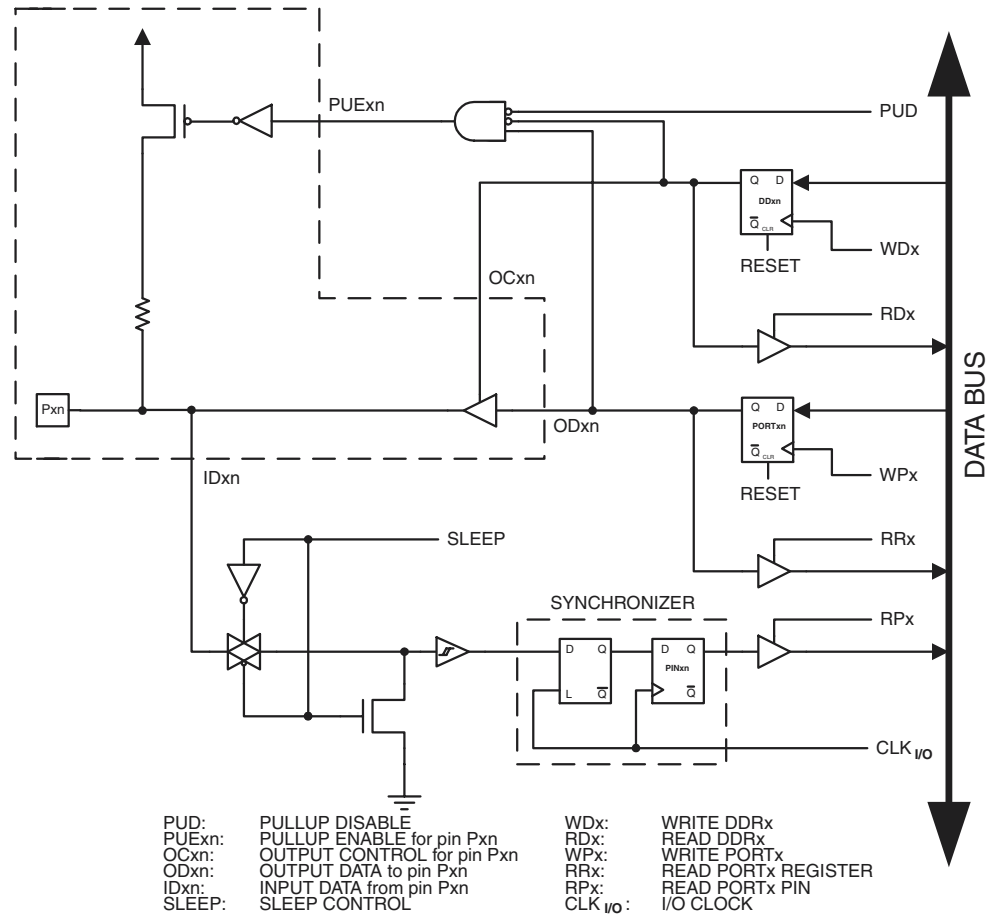 PUExn
PUD
Q D
DDxn
Q CLR
WDx
RESET
OCxn
RDx
Pxn
ODxn
Q D
PORTxn
Q CLR
WPx
RESET
DATA BUS
IDxn
SLEEP
RRx
SYNCHRONIZER
RPx
D Q
L Q
D Q
PINxn
Q
CLK I/O
PUD: PULLUP DISABLE
PUExn: PULLUP ENABLE for pin Pxn
OCxn: OUTPUT CONTROL for pin Pxn
ODxn: OUTPUT DATA to pin Pxn
IDxn: INPUT DATA from pin Pxn
SLEEP: SLEEP CONTROL
WDx: WRITE DDRx
RDx: READ DDRx
WPx: WRITE PORTx
RRx: READ PORTx REGISTER
RPx: READ PORTx PIN
CLK I/O: I/O CLOCK